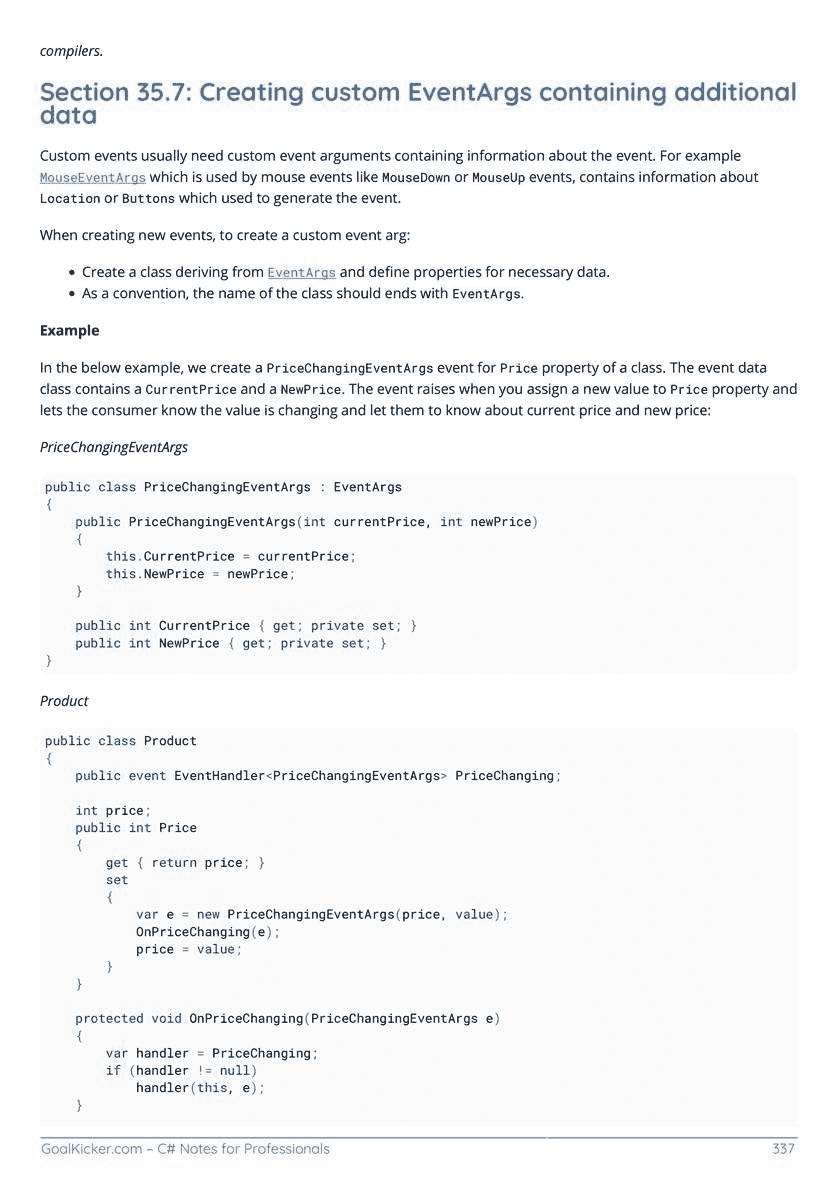 compilers.
Section 35.7: Creating custom EventArgs containing additional
data
Custom events usually need custom event arguments containing information about the event. For example
MouseEventArgs which is used by mouse events like MouseDown or MouseUp events, contains information about
Location or Buttons which used to generate the event.
When creating new events, to create a custom event arg:
• Create a class deriving from EventArgs and define properties for necessary data.
• As a convention, the name of the class should ends with EventArgs.
Example
In the below example, we create a PriceChangingEventArgs event for Price property of a class. The event data
class contains a CurrentPrice and a NewPrice. The event raises when you assign a new value to Price property and
lets the consumer know the value is changing and let them to know about current price and new price:
PriceChangingEventArgs
public class PriceChangingEventArgs : EventArgs
{
    public PriceChangingEventArgs(int currentPrice, int newPrice)
    {
        this.CurrentPrice = currentPrice;
        this.NewPrice = newPrice;
    }
    public int CurrentPrice { get; private set; }
    public int NewPrice { get; private set; }
}
Product
public class Product
{
    public event EventHandler<PriceChangingEventArgs> PriceChanging;
    int price;
    public int Price
    {
        get { return price; }
        set
        {
            var e = new PriceChangingEventArgs(price, value);
            OnPriceChanging(e);
            price = value;
        }
    }
    protected void OnPriceChanging(PriceChangingEventArgs e)
    {
        var handler = PriceChanging;
        if (handler != null)
            handler(this, e);
    }
GoalKicker.com – C# Notes for Professionals 337